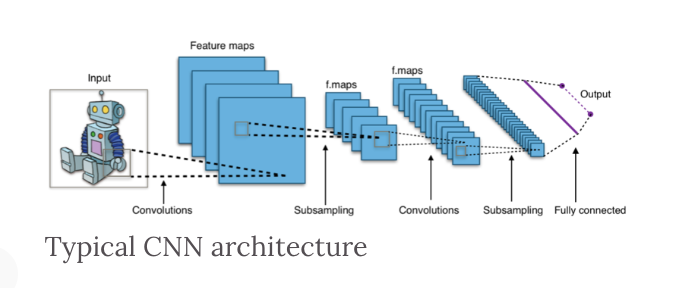 Feature maps
Input
f.maps
f.maps
Output
Convolutions
Subsampling
Convolutions
Subsampling
Fully connected
Typical CNN architecture